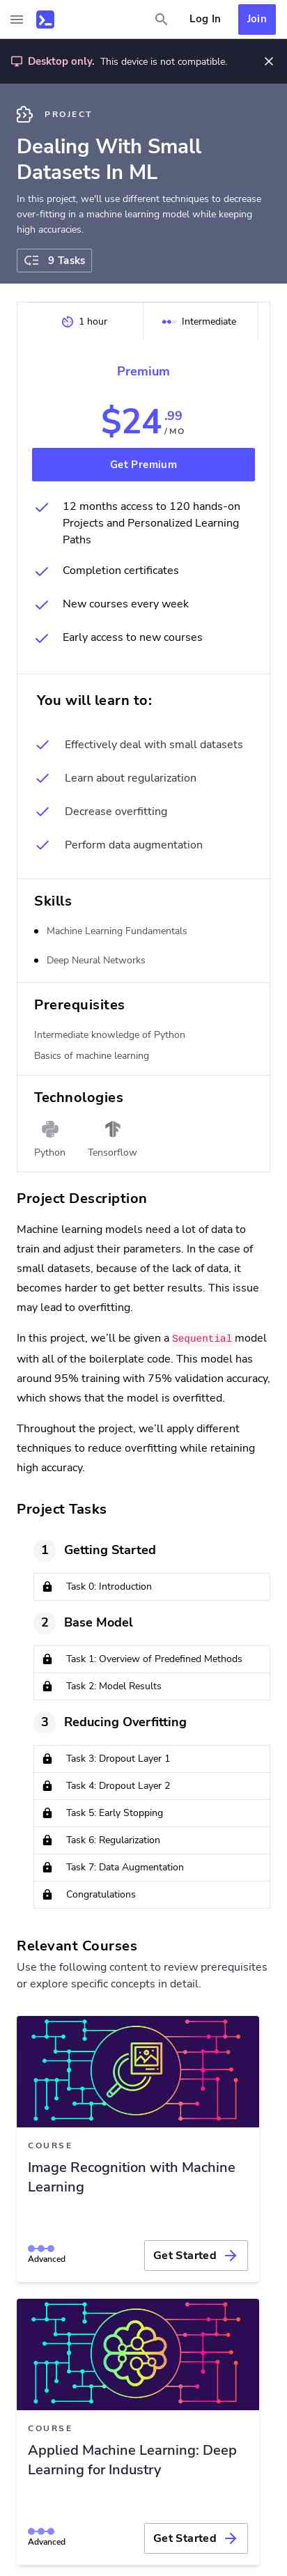 Log In
Join
Desktop only. This device is not compatible.
PROJECT
Dealing With Small
Datasets In ML
In this project, we'll use different techniques to decrease
over-fitting in a machine learning model while keeping
high accuracies.
9 Tasks
1 hour
Intermediate
Premium
$24.99
/ MO
Get Premium
12 months access to 120 hands-on
Projects and Personalized Learning
Paths
Completion certificates
New courses every week
Early access to new courses
You will learn to:
Effectively deal with small datasets
Learn about regularization
Decrease overfitting
Perform data augmentation
Skills
Machine Learning Fundamentals
Deep Neural Networks
Prerequisites
Intermediate knowledge of Python
Basics of machine learning
Technologies
Python
Tensorflow
Project Description
Machine learning models need a lot of data to
train and adjust their parameters. In the case of
small datasets, because of the lack of data, it
becomes harder to get better results. This issue
may lead to overfitting.
In this project, we’ll be given a Sequential model
with all of the boilerplate code. This model has
around 95% training with 75% validation accuracy,
which shows that the model is overfitted.
Throughout the project, we’ll apply different
techniques to reduce overfitting while retaining
high accuracy.
Project Tasks
1 Getting Started
Task 0: Introduction
2 Base Model
Task 1: Overview of Predefined Methods
Task 2: Model Results
3 Reducing Overfitting
Task 3: Dropout Layer 1
Task 4: Dropout Layer 2
Task 5: Early Stopping
Task 6: Regularization
Task 7: Data Augmentation
Congratulations
Relevant Courses
Use the following content to review prerequisites
or explore specific concepts in detail.
COURSE
Image Recognition with Machine
Learning
Advanced
Get Started
COURSE
Applied Machine Learning: Deep
Learning for Industry
Advanced
Get Started